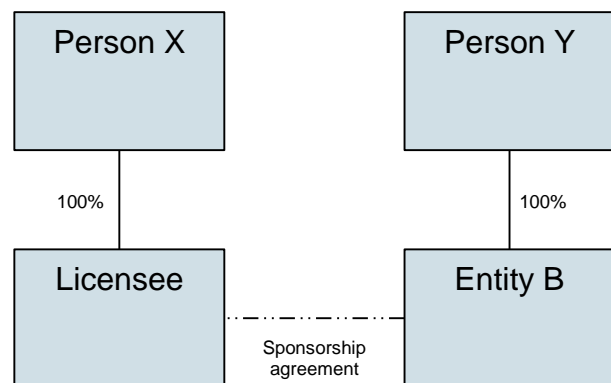 Person X
Person Y
100%
100%
Licensee
Entity B
Sponsorship
agreement